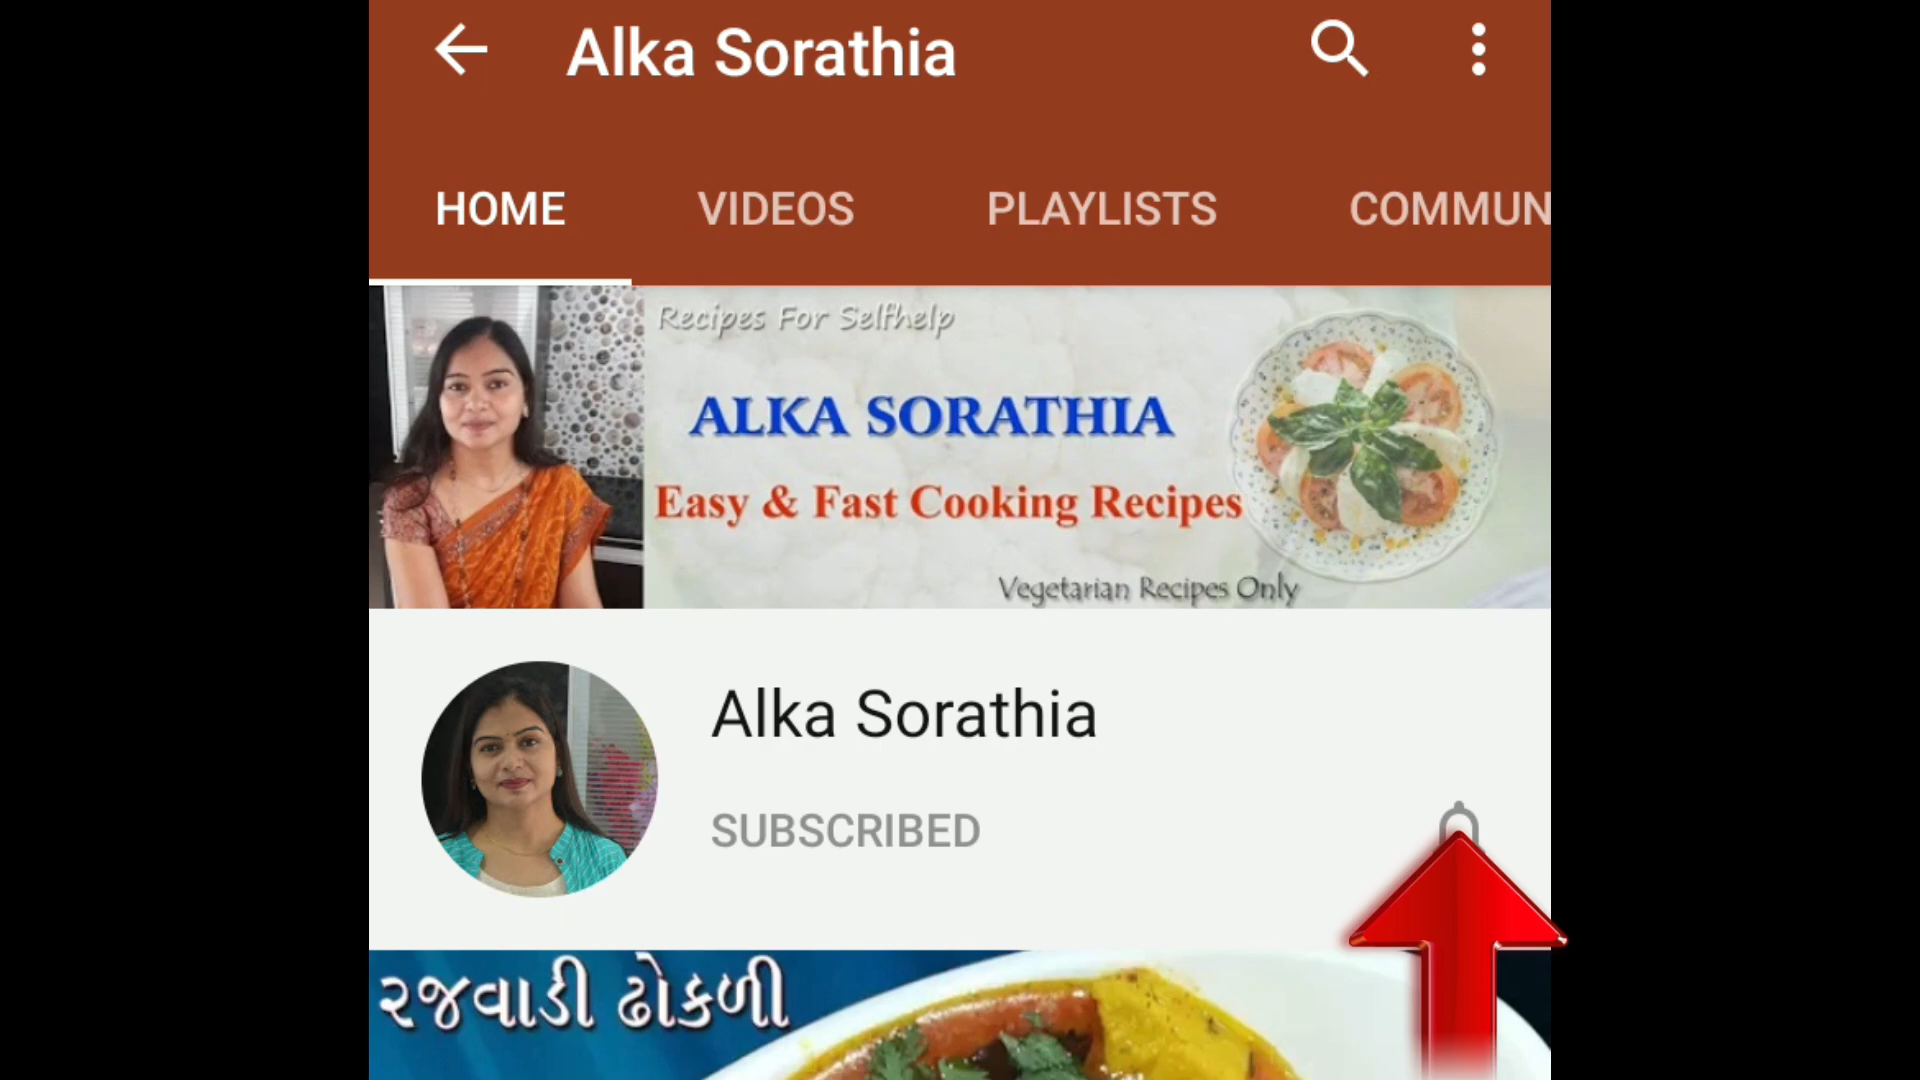 Alka Sorathia
HOME VIDEOS PLAYLISTS COMMUN
Recipes For Selfhelp
ALKA SORATHIA
Easy & Fast Cooking Recipes
Vegetarian Recipes Only
Alka Sorathia
SUBSCRIBED
રજવાડી ઢોકળી